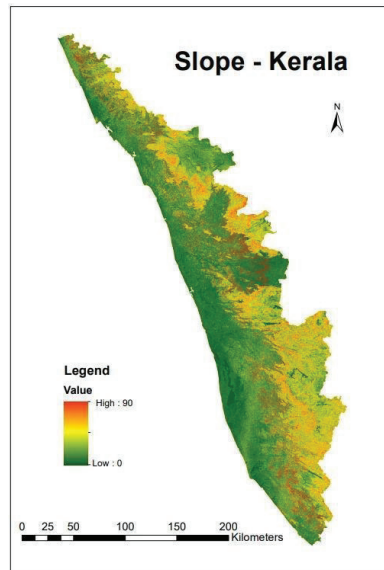 Slope - Kerala
N
Legend
Value
High : 90
Low : 0
0 25 50 100 150 200
Kilometers